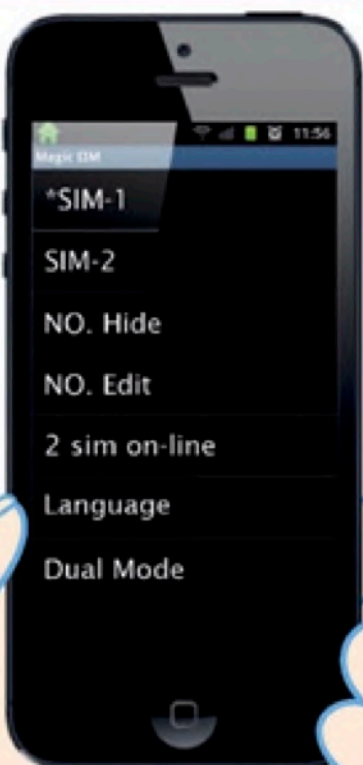 11:56
Magic SIM
*SIM-1
SIM-2
NO. Hide
NO. Edit
2 sim on-line
Language
Dual Mode